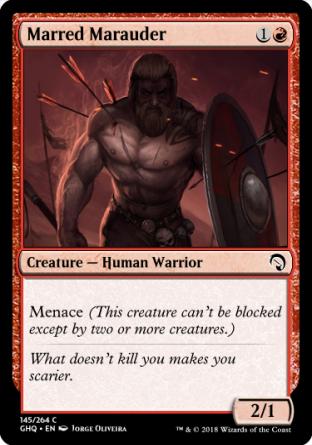 Marred Marauder 1
Creature — Human Warrior
Menace (This creature can't be blocked
except by two or more creatures.)
What doesn't kill you makes you
scarier.
2/1
145/264 C
GHQ • EN Jorge Oliveira
™ & © 2018 Wizards of the Coast